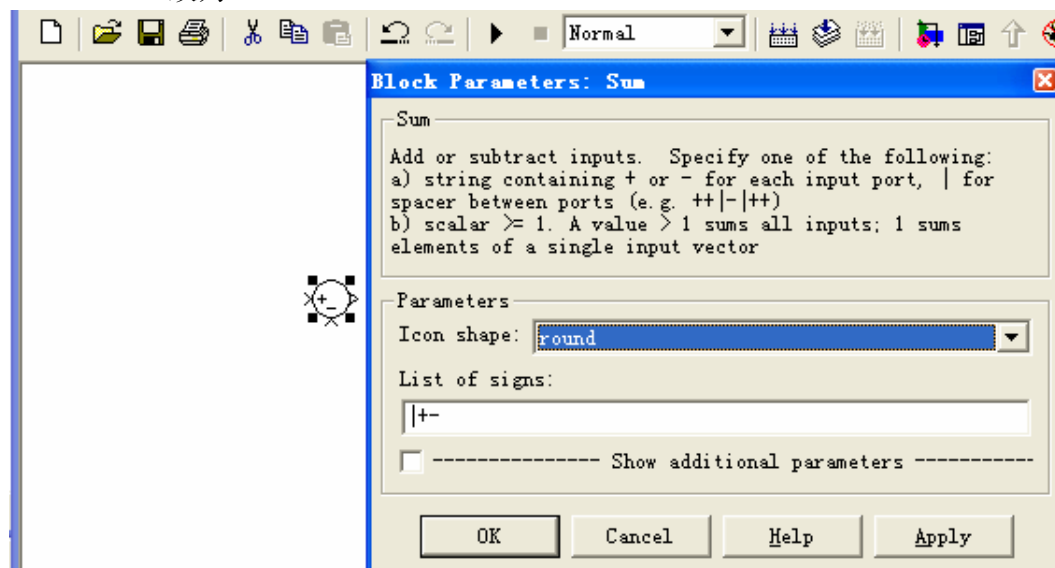 Normal
Block Parameters: Sum
Sum
Add or subtract inputs. Specify one of the following:
a) string containing + or - for each input port, | for
spacer between ports (e.g. ++|-|++)
b) scalar >= 1. A value > 1 sums all inputs; 1 sums
elements of a single input vector
+-
Parameters
Icon shape: round
List of signs:
|+-
--------------- Show additional parameters -----------
OK Cancel Help Apply